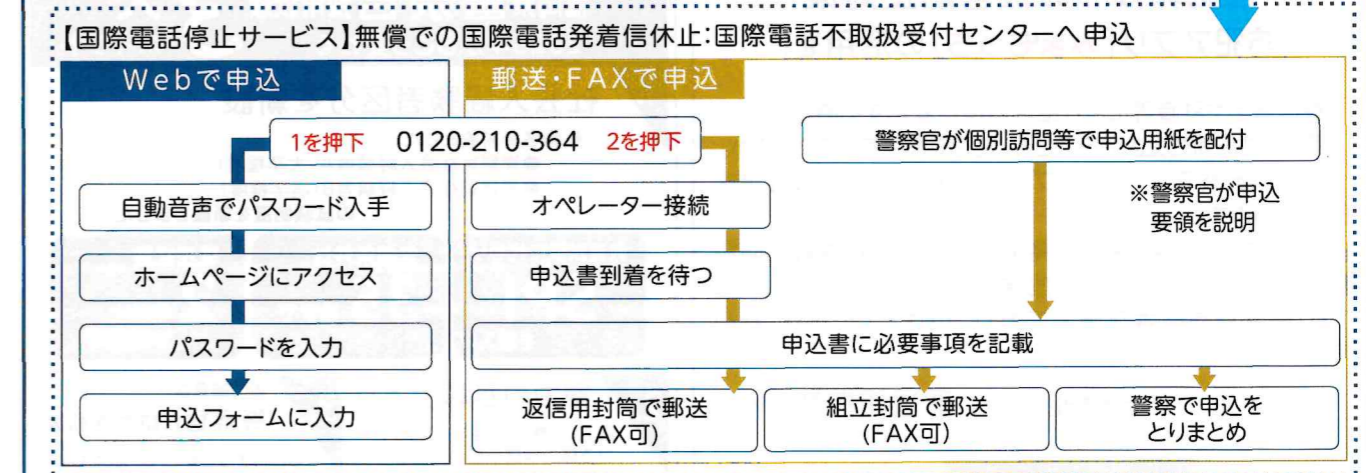 【国際電話停止サービス】無償での国際電話発着信休止：国際電話不取扱受付センターへ申込
Webで申込
郵送・FAXで申込
1を押下 0120-210-364 2を押下
警察官が個別訪問等で申込用紙を配付
※警察官が申込
要領を説明
自動音声でパスワード入手
オペレーター接続
ホームページにアクセス
申込書到着を待つ
パスワードを入力
申込書に必要事項を記載
申込フォームに入力
返信用封筒で郵送
(FAX可)
組立封筒で郵送
(FAX可)
警察で申込を
とりまとめ